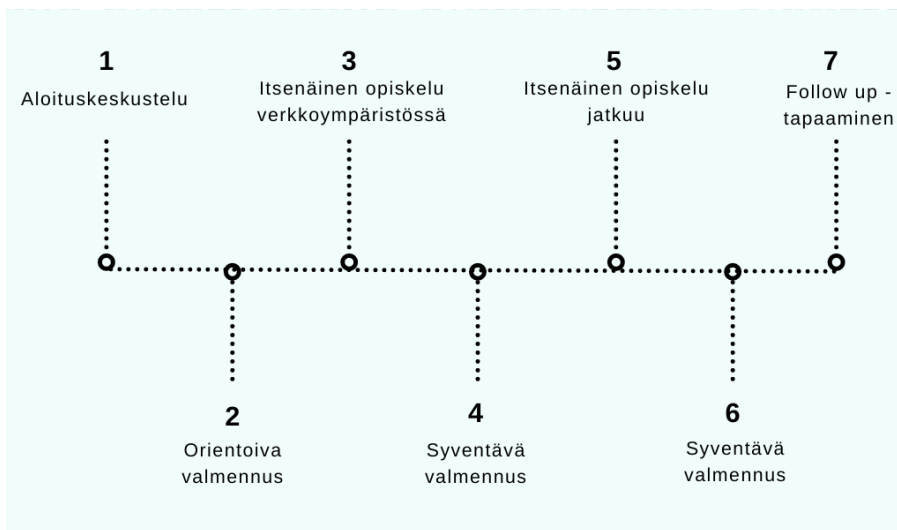 1
Aloituskeskustelu
2
Orientoiva
valmennus
3
Itsenäinen opiskelu
verkkoympäristössä
4
Syventävä
valmennus
5
Itsenäinen opiskelu
jatkuu
6
Syventävä
valmennus
7
Follow up -
tapaaminen